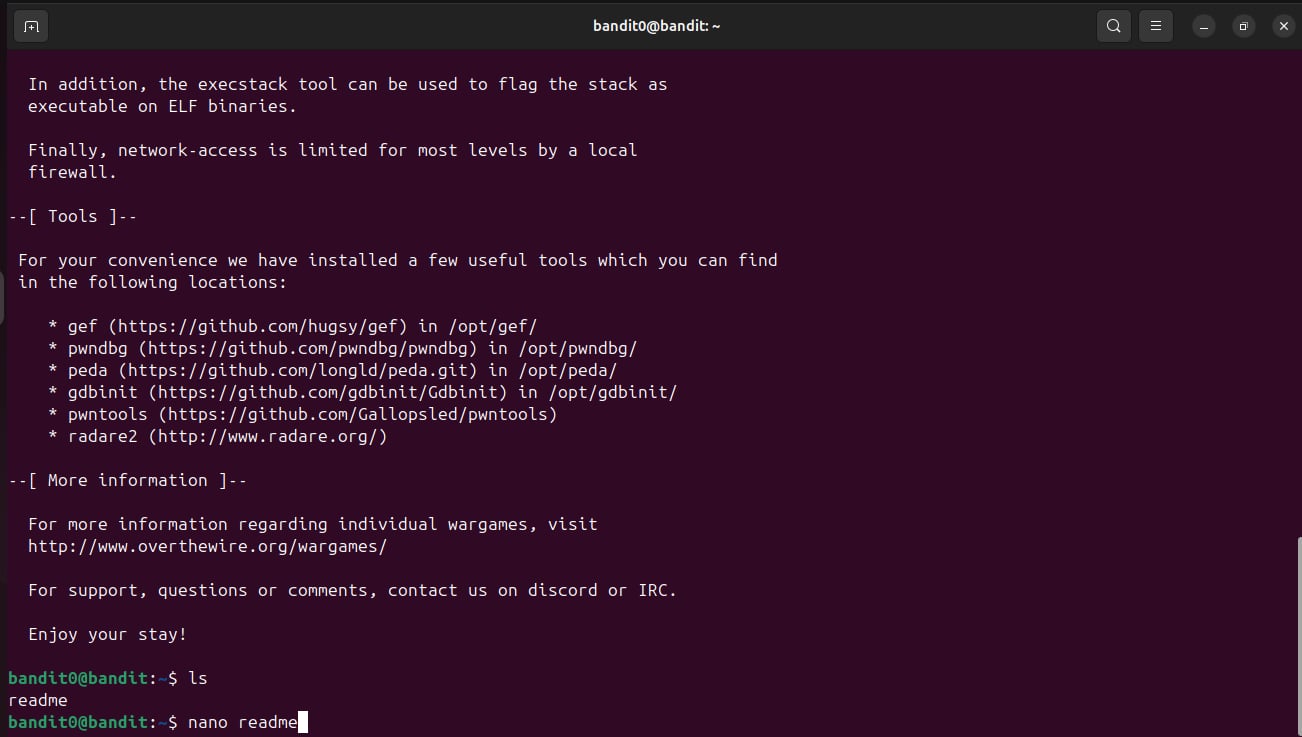 bandit0@bandit: ~
In addition, the execstack tool can be used to flag the stack as
executable on ELF binaries.
Finally, network-access is limited for most levels by a local
firewall.
--[ Tools ]--
For your convenience we have installed a few useful tools which you can find
in the following locations:
* gef (https://github.com/hugsy/gef) in /opt/gef/
* pwndbg (https://github.com/pwndbg/pwndbg) in /opt/pwndbg/
* peda (https://github.com/longld/peda.git) in /opt/peda/
* gdbinit (https://github.com/gdbinit/Gdbinit) in /opt/gdbinit/
* pwntools (https://github.com/Gallopsled/pwntools)
* radare2 (http://www.radare.org/)
--[ More information ]--
For more information regarding individual wargames, visit
http://www.overthewire.org/wargames/
For support, questions or comments, contact us on discord or IRC.
Enjoy your stay!
bandit0@bandit:~$ ls
readme
bandit0@bandit:~$ nano readme